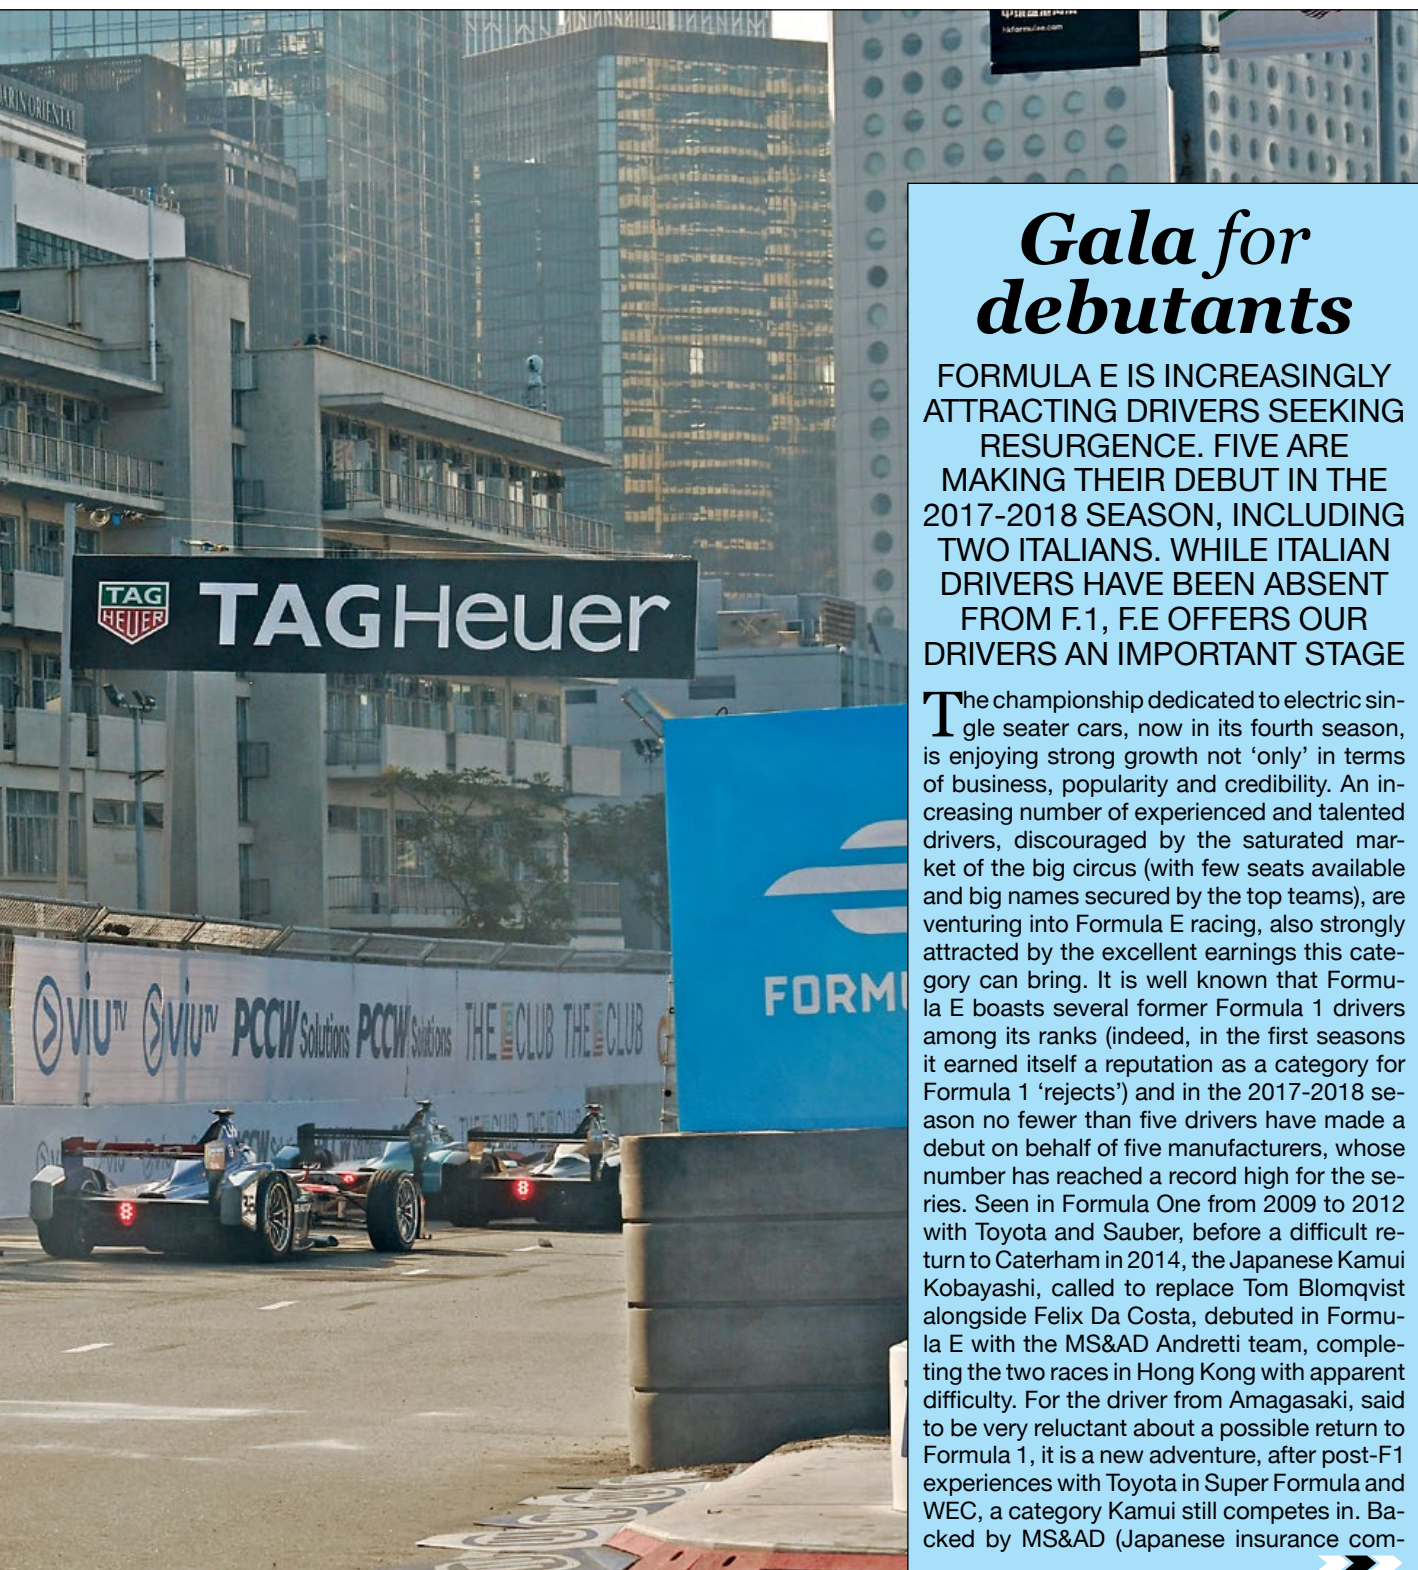 hkformulae.com
TAG
HEUER
TAGHeuer
viuTV viuTV PCCW Solutions PCCW Solutions THE CLUB THE CLUB
FORM
8
8
Gala for
debutants
FORMULA E IS INCREASINGLY
ATTRACTING DRIVERS SEEKING
RESURGENCE. FIVE ARE
MAKING THEIR DEBUT IN THE
2017-2018 SEASON, INCLUDING
TWO ITALIANS. WHILE ITALIAN
DRIVERS HAVE BEEN ABSENT
FROM F.1, F.E OFFERS OUR
DRIVERS AN IMPORTANT STAGE
The championship dedicated to electric sin-
gle seater cars, now in its fourth season,
is enjoying strong growth not ‘only’ in terms
of business, popularity and credibility. An in-
creasing number of experienced and talented
drivers, discouraged by the saturated mar-
ket of the big circus (with few seats available
and big names secured by the top teams), are
venturing into Formula E racing, also strongly
attracted by the excellent earnings this cate-
gory can bring. It is well known that Formu-
la E boasts several former Formula 1 drivers
among its ranks (indeed, in the first seasons
it earned itself a reputation as a category for
Formula 1 ‘rejects’) and in the 2017-2018 se-
ason no fewer than five drivers have made a
debut on behalf of five manufacturers, whose
number has reached a record high for the se-
ries. Seen in Formula One from 2009 to 2012
with Toyota and Sauber, before a difficult re-
turn to Caterham in 2014, the Japanese Kamui
Kobayashi, called to replace Tom Blomqvist
alongside Felix Da Costa, debuted in Formu-
la E with the MS&AD Andretti team, comple-
ting the two races in Hong Kong with apparent
difficulty. For the driver from Amagasaki, said
to be very reluctant about a possible return to
Formula 1, it is a new adventure, after post-F1
experiences with Toyota in Super Formula and
WEC, a category Kamui still competes in. Ba-
cked by MS&AD (Japanese insurance com-